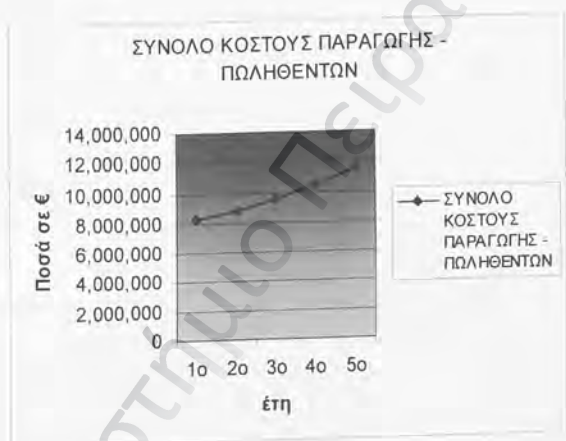 ΣΥΝΟΛΟ ΚΟΣΤΟΥΣ ΠΑΡΑΓΩΓΗΣ -
ΠΩΛΗΘΕΝΤΩΝ
Ποσά σε €
14,000,000
12,000,000
10,000,000
8,000,000
6,000,000
4,000,000
2,000,000
0
1ο 2ο 3ο 4ο 5ο
έτη
ΣΥΝΟΛΟ
ΚΟΣΤΟΥΣ
ΠΑΡΑΓΩΓΗΣ -
ΠΩΛΗΘΕΝΤΩΝ